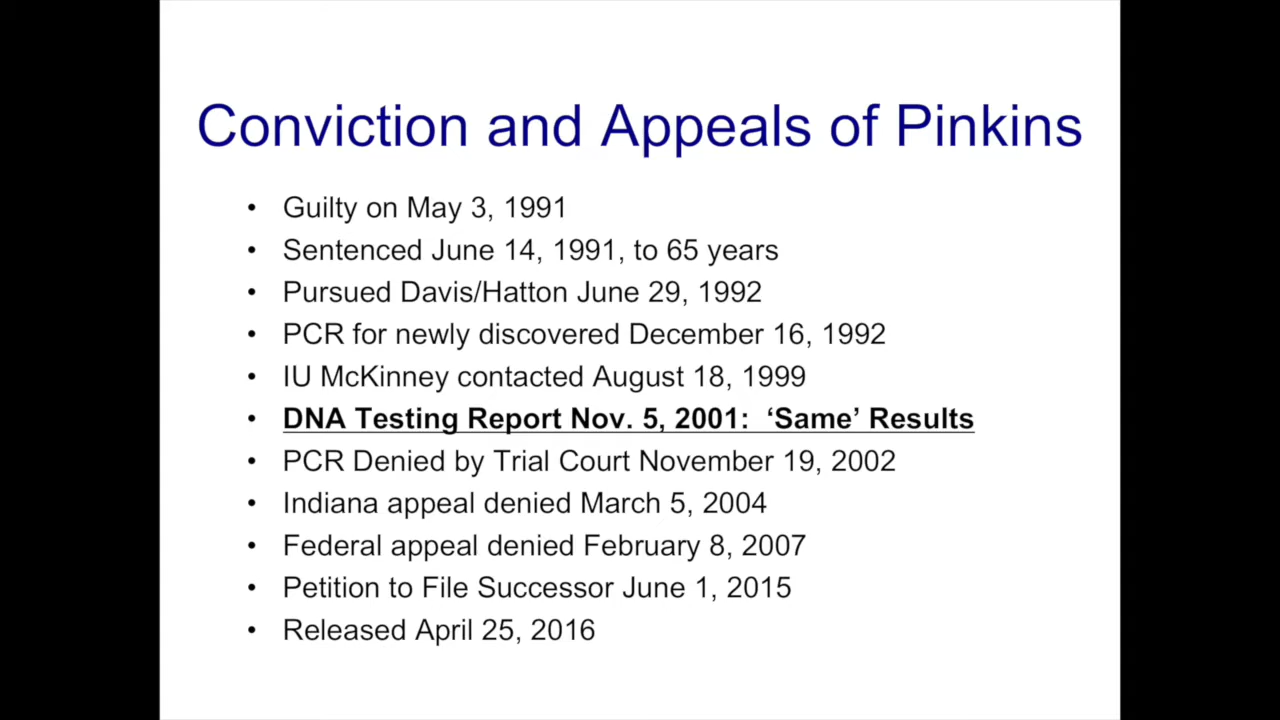 Conviction and Appeals of Pinkins
• Guilty on May 3, 1991
• Sentenced June 14, 1991, to 65 years
• Pursued Davis/Hatton June 29, 1992
• PCR for newly discovered December 16, 1992
• IU McKinney contacted August 18, 1999
• DNA Testing Report Nov. 5, 2001:  ‘Same’ Results
• PCR Denied by Trial Court November 19, 2002
• Indiana appeal denied March 5, 2004
• Federal appeal denied February 8, 2007
• Petition to File Successor June 1, 2015
• Released April 25, 2016